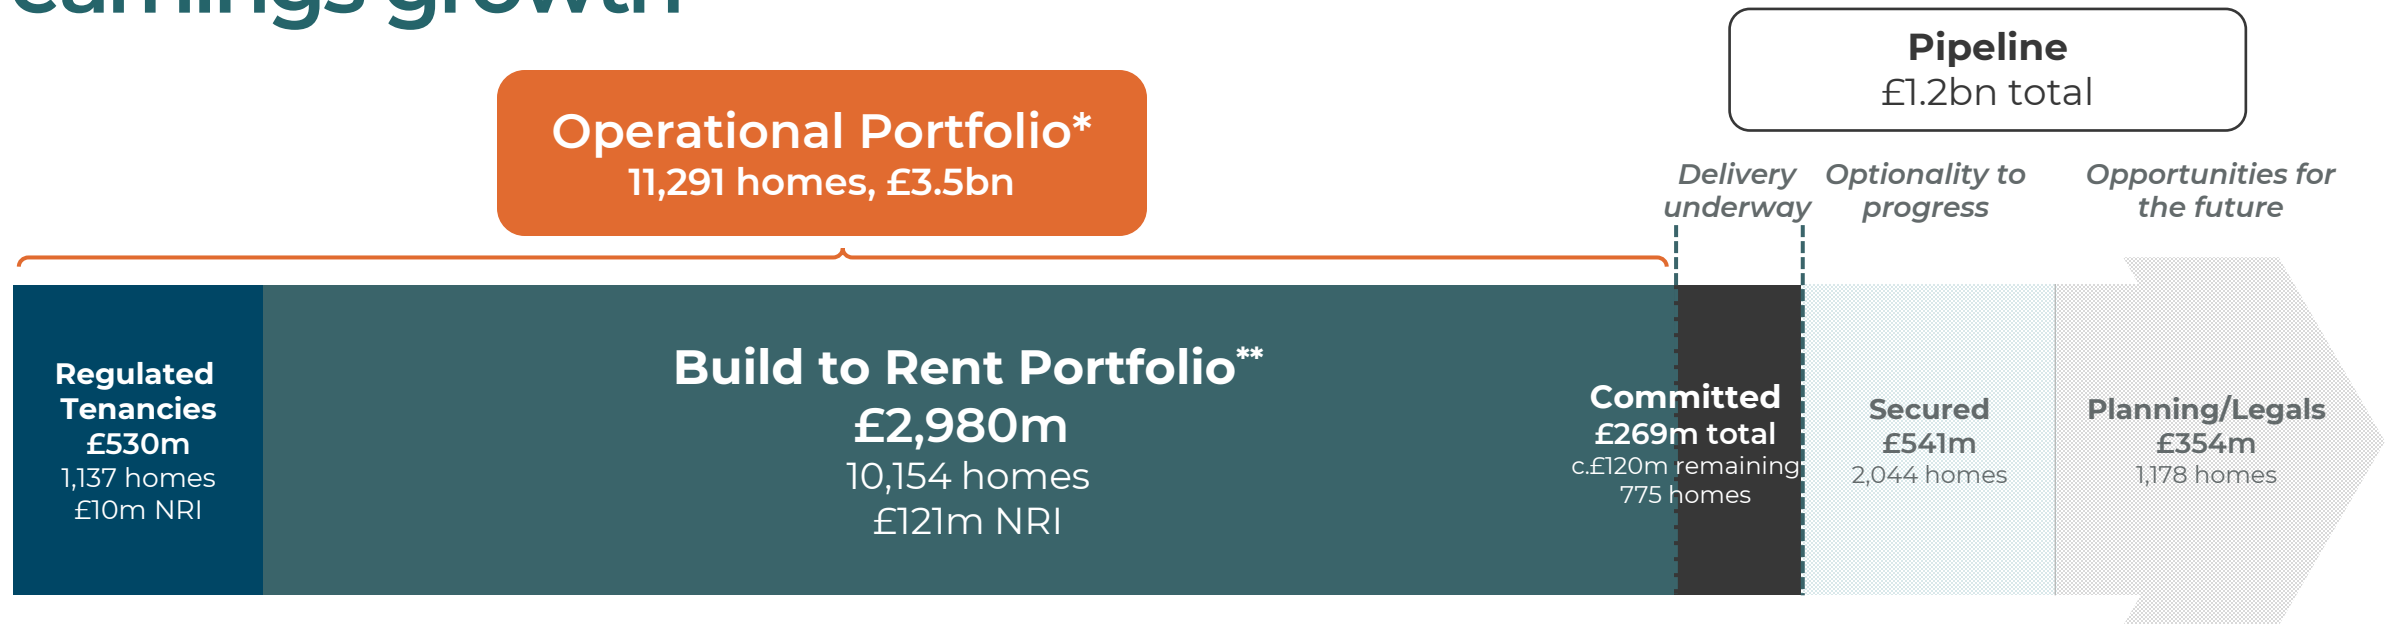 earnings growth
Pipeline
£1.2bn total
Operational Portfolio*
11,291 homes, £3.5bn
Delivery
underway
Optionality to
progress
Opportunities for
the future
Regulated
Tenancies
£530m
1,137 homes
£10m NRI
Build to Rent Portfolio**
£2,980m
10,154 homes
£121m NRI
Committed
£269m total
c.£120m remaining
775 homes
Secured
£541m
2,044 homes
Planning/Legals
£354m
1,178 homes